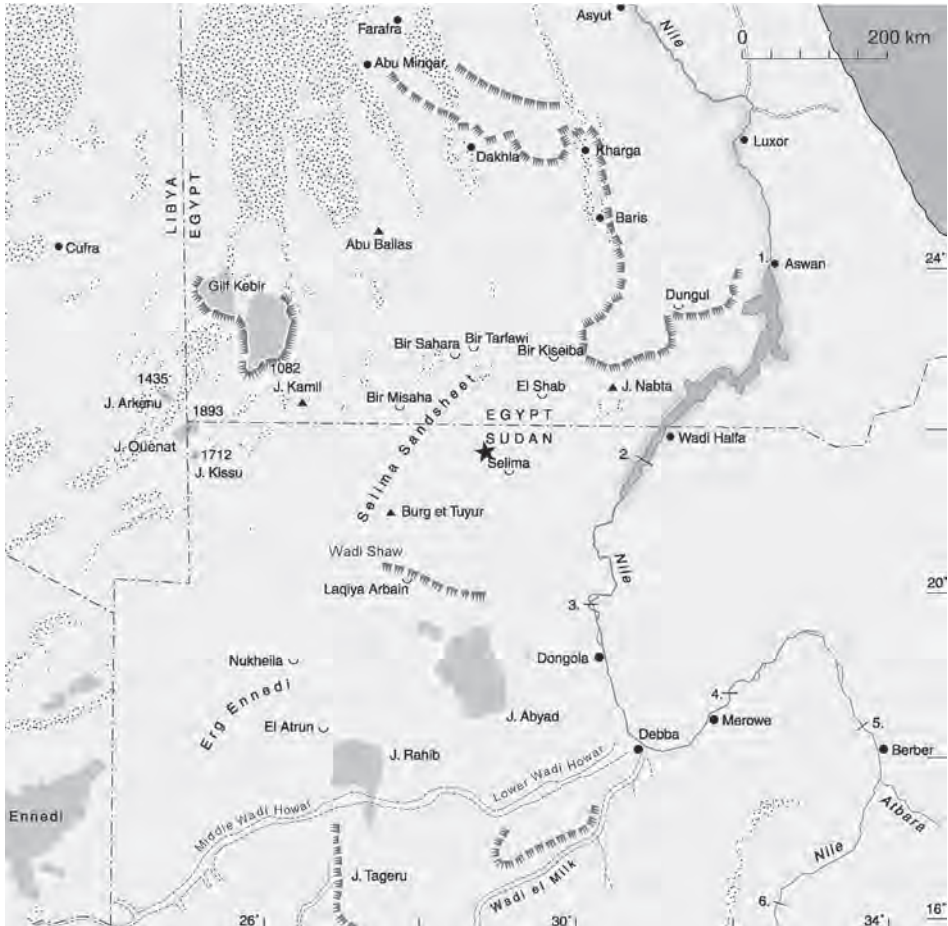 Asyut
Farafra
Nile
0
200 km
Abu Minqar
Luxor
Dakhla
Kharga
LIBYA
EGYPT
Baris
Abu Ballas
Cufra
1.
Aswan
24°
Gilf Kebir
Dungul
Bir Tarfawi
Bir Sahara
Bir Kiseiba
1082
1435
J. Kamil
El Shab
J. Nabta
J. Arkenu
Bir Misaha
1893
EGYPT
SUDAN
Selima Sandsheet
Wadi Halfa
J. Ouenat
1712
2.
Selima
J. Kissu
Burg et Tuyur
Wadi Shaw
Nile
Laqiya Arbain
20°
3.
Nukheila
Dongola
Erg Ennedi
4.
J. Abyad
Merowe
El Atrun
5.
Debba
J. Rahib
Berber
Lower Wadi Howar
Middle Wadi Howar
Ennedi
Atbara
Nile
J. Tageru
Wadi el Milk
6.
26°
30°
34°
16°